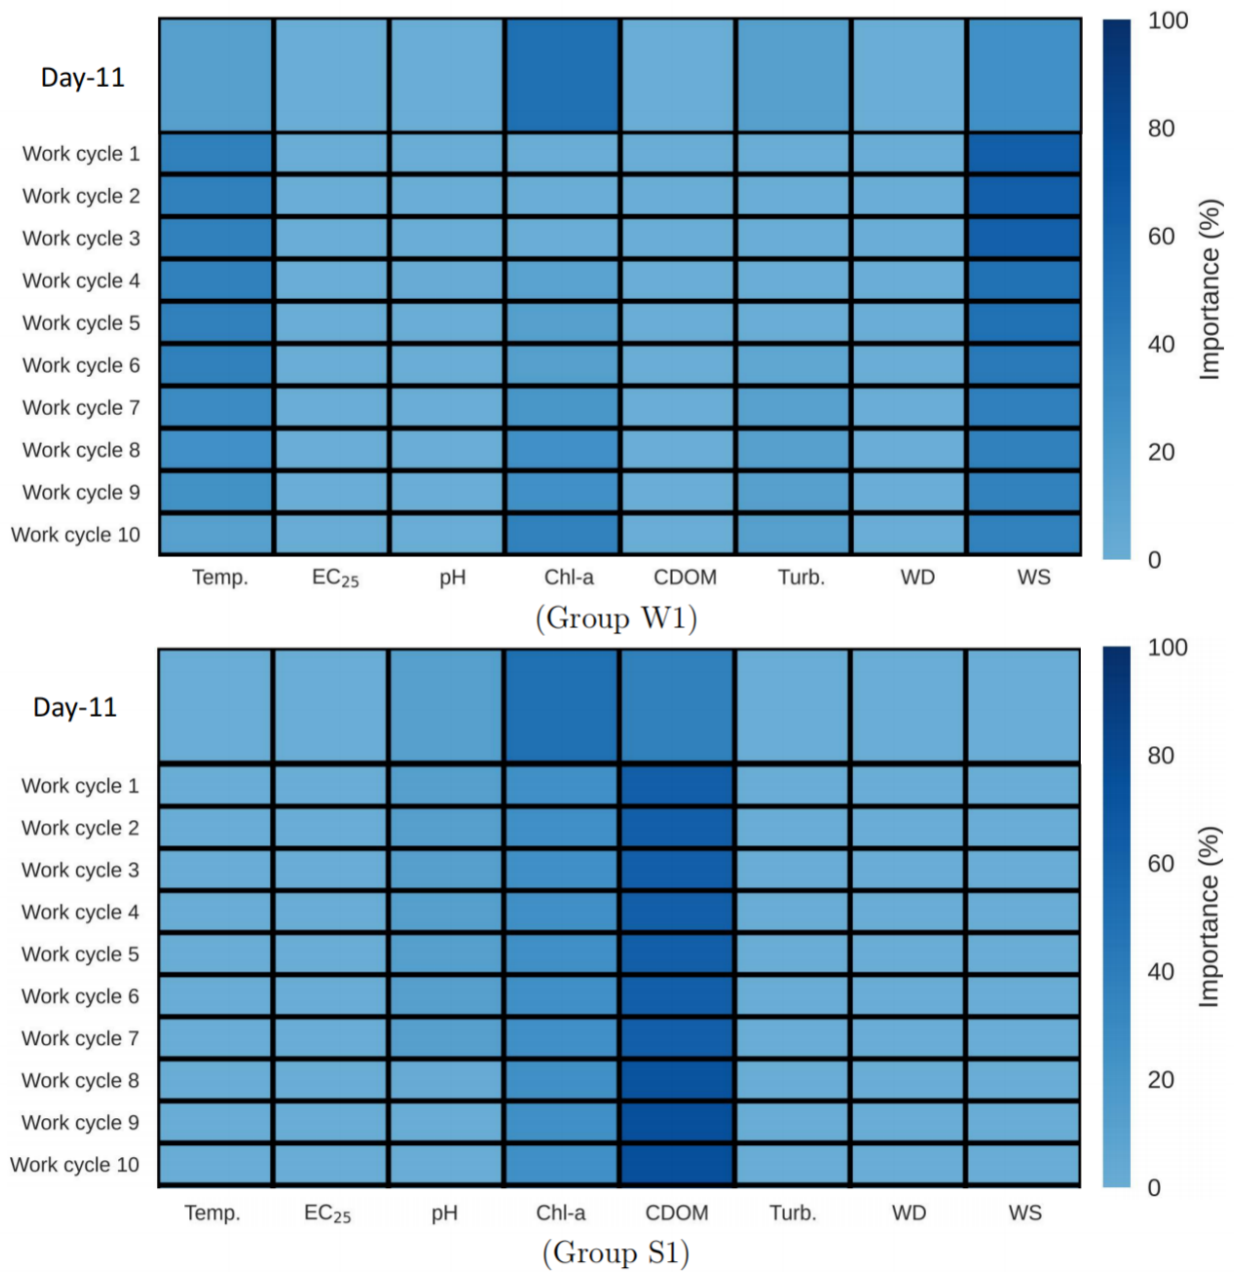 Day-11
Work cycle 1
Work cycle 2
Work cycle 3
Work cycle 4
Work cycle 5
Work cycle 6
Work cycle 7
Work cycle 8
Work cycle 9
Work cycle 10
Temp. EC25 pH Chl-a CDOM Turb. WD WS
100
80
60
40
20
0
Importance (%)
(Group W1)
Day-11
Work cycle 1
Work cycle 2
Work cycle 3
Work cycle 4
Work cycle 5
Work cycle 6
Work cycle 7
Work cycle 8
Work cycle 9
Work cycle 10
Temp. EC25 pH Chl-a CDOM Turb. WD WS
100
80
60
40
20
0
Importance (%)
(Group S1)